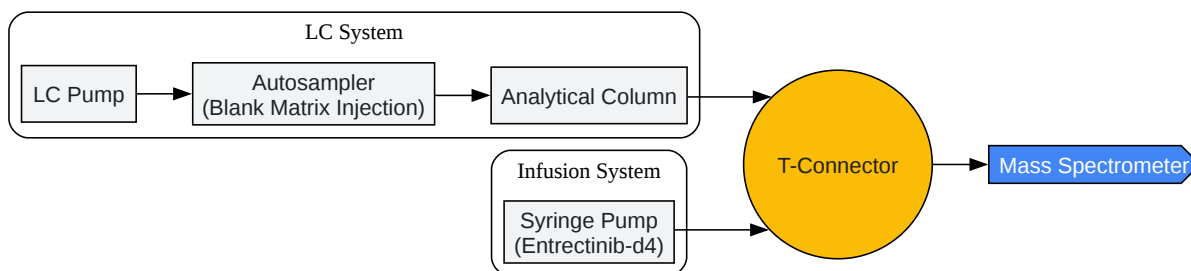 LC System
LC Pump
Autosampler
(Blank Matrix Injection)
Analytical Column
T-Connector
Mass Spectrometer
Infusion System
Syringe Pump
(Entrectinib-d4)